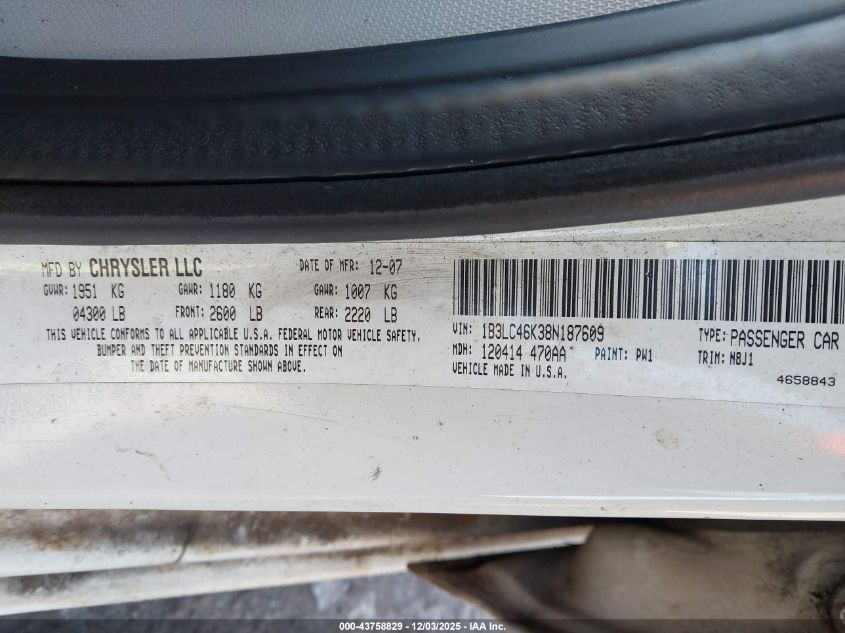 MFD BY CHRYSLER LLC DATE OF MFR: 12-07
GVWR: 1951 KG GAWR: 1180 KG GAWR: 1007 KG
04300 LB FRONT: 2600 LB REAR: 2220 LB
THIS VEHICLE CONFORMS TO ALL APPLICABLE U.S.A. FEDERAL MOTOR VEHICLE SAFETY,
BUMPER AND THEFT PREVENTION STANDARDS IN EFFECT ON
THE DATE OF MANUFACTURE SHOWN ABOVE.
VIN: 1B3LC46K38N187609 TYPE: PASSENGER CAR
MDH: 120414 470AA PAINT: PW1 TRIM: N8J1
VEHICLE MADE IN U.S.A. 4658843
000-43758829 - 12/03/2025 - IAA Inc.